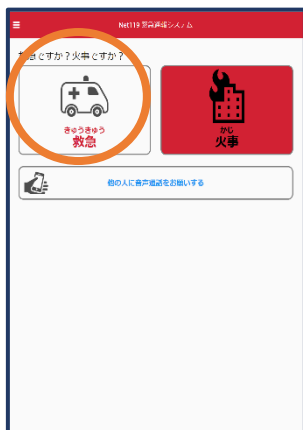 Net119 緊急通報システム
救急ですか？火事ですか？
きゅうきゅう
救急
かじ
火事
他の人に音声通話をお願いする